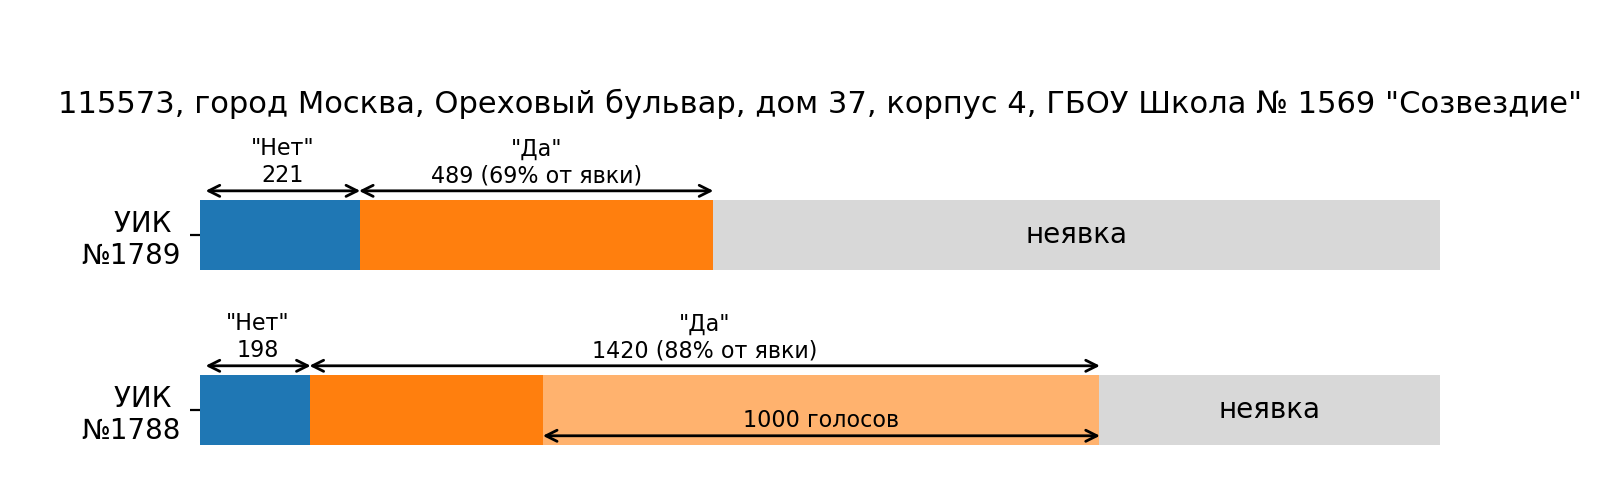 115573, город Москва, Ореховый бульвар, дом 37, корпус 4, ГБОУ Школа № 1569 "Созвездие"
"Нет"
221
"Да"
489 (69% от явки)
УИК
№1789
неявка
"Нет"
198
"Да"
1420 (88% от явки)
УИК
№1788
1000 голосов
неявка